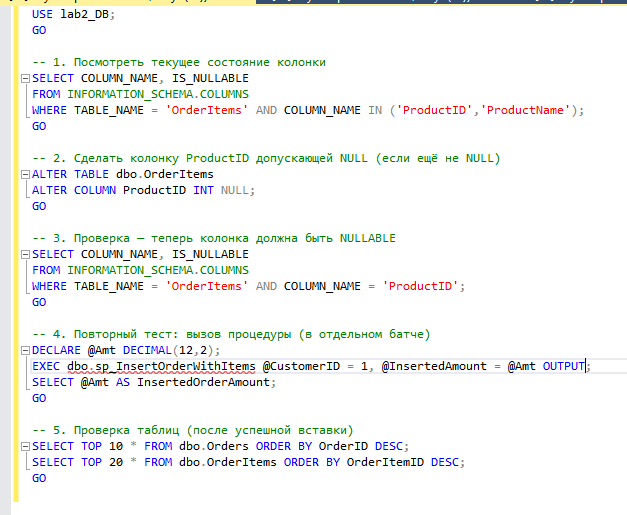 USE lab2_DB;
GO
-- 1. Посмотреть текущее состояние колонки
SELECT COLUMN_NAME, IS_NULLABLE
FROM INFORMATION_SCHEMA.COLUMNS
WHERE TABLE_NAME = 'OrderItems' AND COLUMN_NAME IN ('ProductID','ProductName');
GO
-- 2. Сделать колонку ProductID допускающей NULL (если ещё не NULL)
ALTER TABLE dbo.OrderItems
ALTER COLUMN ProductID INT NULL;
GO
-- 3. Проверка — теперь колонка должна быть NULLABLE
SELECT COLUMN_NAME, IS_NULLABLE
FROM INFORMATION_SCHEMA.COLUMNS
WHERE TABLE_NAME = 'OrderItems' AND COLUMN_NAME = 'ProductID';
GO
-- 4. Повторный тест: вызов процедуры (в отдельном батче)
DECLARE @Amt DECIMAL(12,2);
EXEC dbo.sp_InsertOrderWithItems @CustomerID = 1, @InsertedAmount = @Amt OUTPUT;
SELECT @Amt AS InsertedOrderAmount;
GO
-- 5. Проверка таблиц (после успешной вставки)
SELECT TOP 10 * FROM dbo.Orders ORDER BY OrderID DESC;
SELECT TOP 20 * FROM dbo.OrderItems ORDER BY OrderItemID DESC;
GO